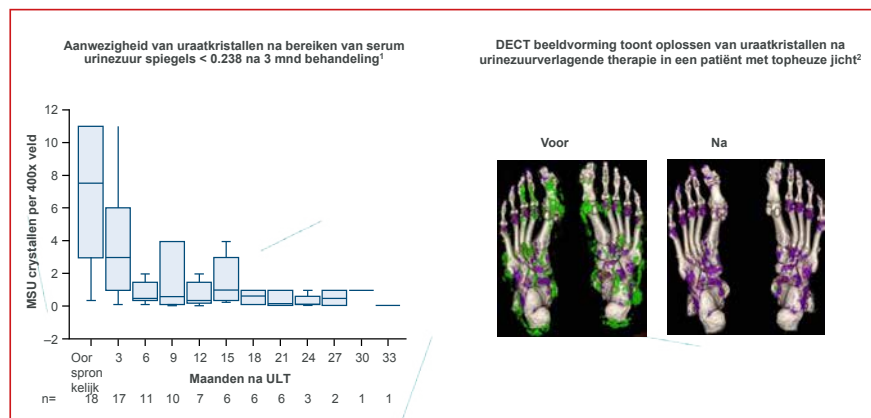 Aanwezigheid van uraatkristallen na bereiken van serum
urinezuur spiegels < 0.238 na 3 mnd behandeling¹
MSU crystallen per 400x veld
12
10
8
6
4
2
0
–2
Oor
spron
kelijk
3 6 9 12 15 18 21 24 27 30 33
Maanden na ULT
n= 18 17 11 10 7 6 6 6 3 2 1 1
DECT beeldvorming toont oplossen van uraatkristallen na
urinezuurverlagende therapie in een patiënt met topheuze jicht²
Voor
Na